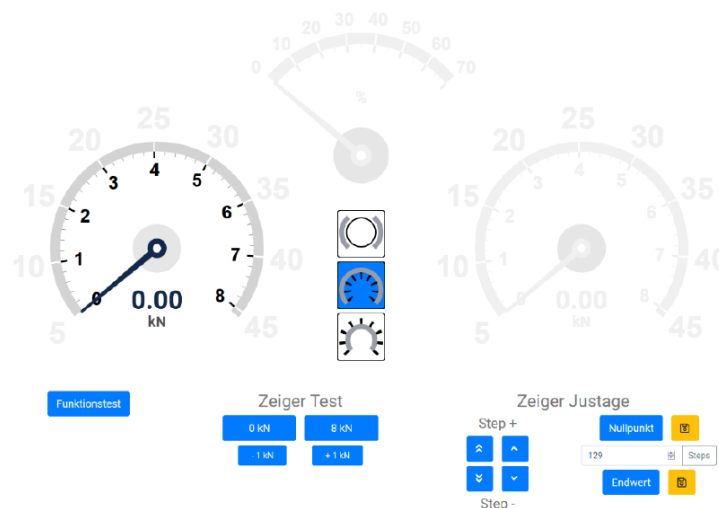 0 10 20 30 40 50 60 70
%
5 10 15 20 25 30 35 40 45
0 1 2 3 4 5 6 7 8
0.00
kN
5 10 15 20 25 30 35 40 45
0 1 2 3 4 5 6 7 8
0.00
kN
Funktionstest
Zeiger Test
0 kN 8 kN
- 1 kN + 1 kN
Zeiger Justage
Step +
Step -
Nullpunkt
129 Steps
Endwert